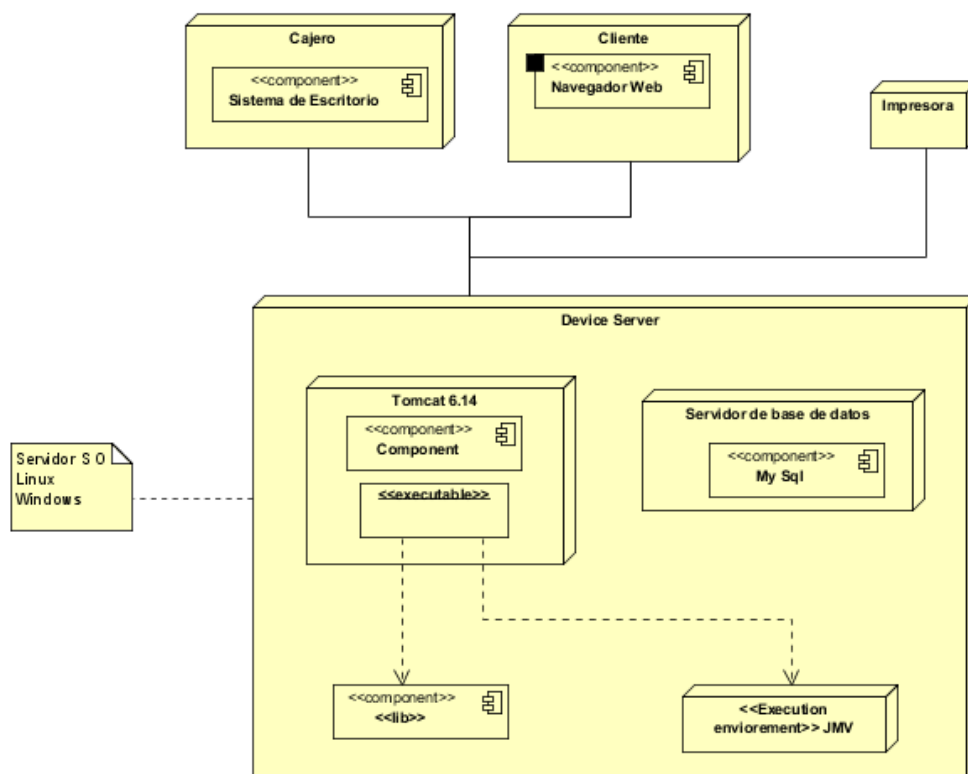 Cajero
<<component>>
Sistema de Escritorio
Cliente
<<component>>
Navegador Web
Impresora
Device Server
Tomcat 6.14
<<component>>
Component
<<executable>>
Servidor de base de datos
<<component>>
My Sql
Servidor S O
Linux
Windows
<<component>>
<<lib>>
<<Execution
enviorement>> JMV